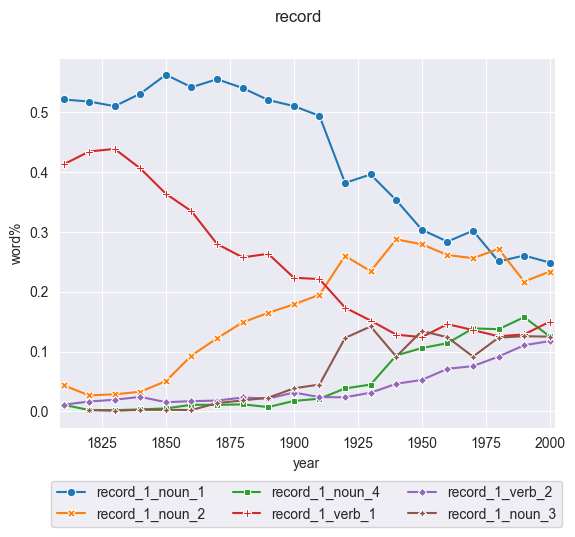 record
0.5
0.4
0.3
0.2
0.1
0.0
word%
1825 1850 1875 1900 1925 1950 1975 2000
year
record_1_noun_1 record_1_noun_4 record_1_verb_2
record_1_noun_2 record_1_verb_1 record_1_noun_3